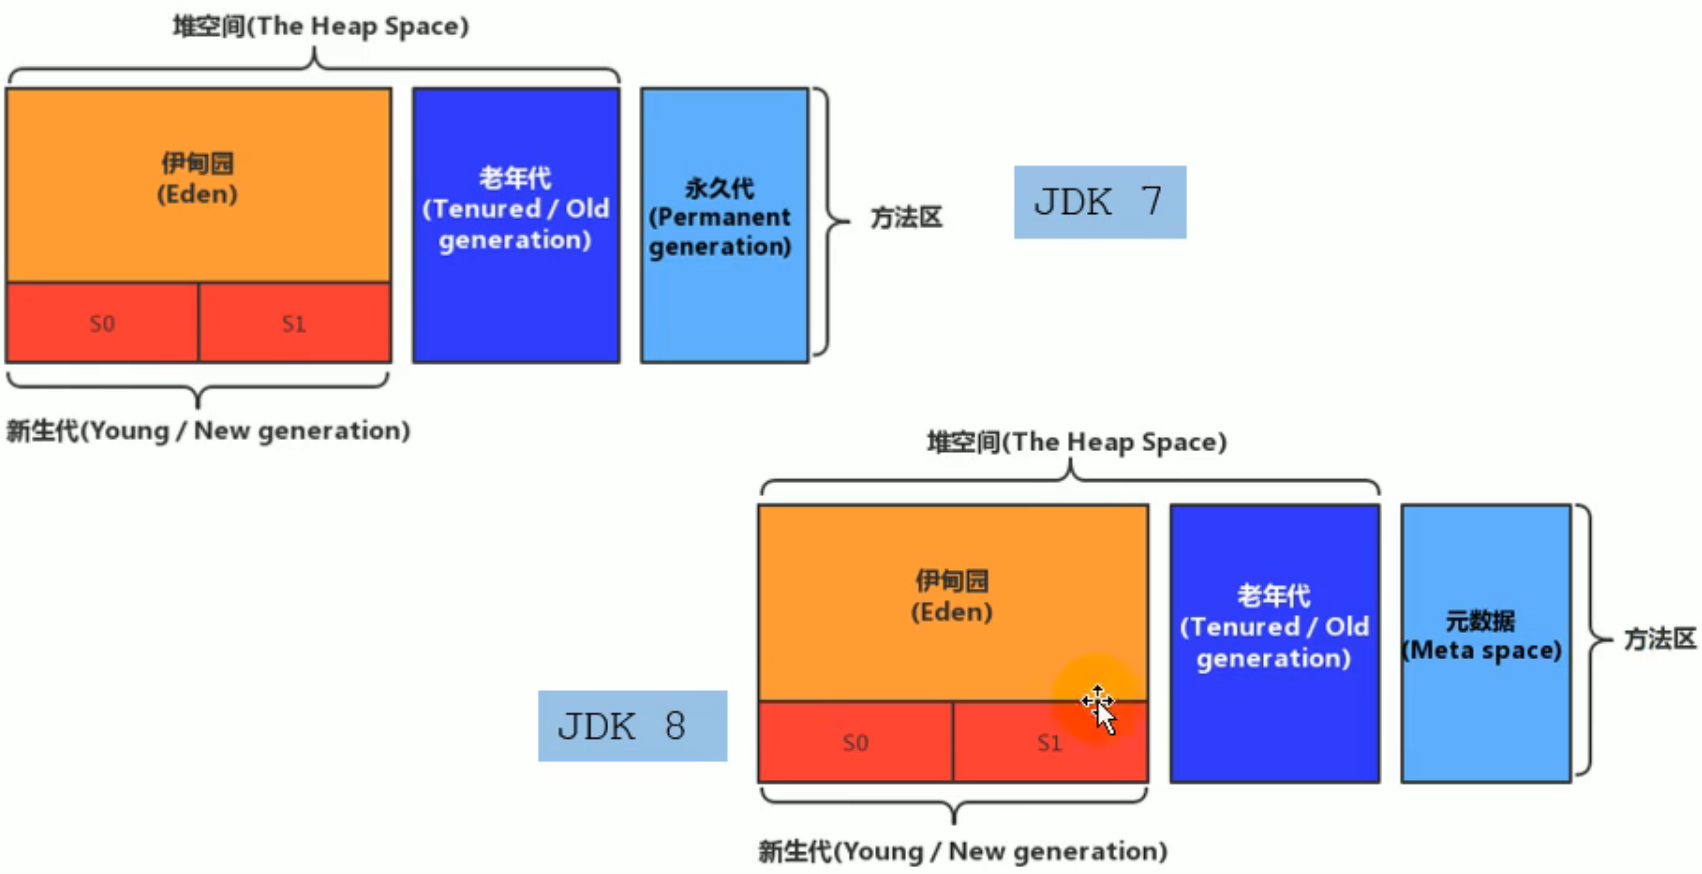 堆空间(The Heap Space)
伊甸园
(Eden)
S0
S1
老年代
(Tenured / Old
generation)
永久代
(Permanent
generation)
方法区
JDK 7
新生代(Young / New generation)
堆空间(The Heap Space)
伊甸园
(Eden)
S0
S1
老年代
(Tenured / Old
generation)
元数据
(Meta space)
方法区
JDK 8
新生代(Young / New generation)